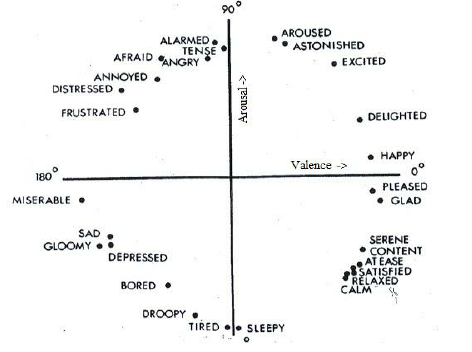 90°
ALARMED
AROUSED
TENSE
ASTONISHED
AFRAID
ANGRY
EXCITED
ANNOYED
DISTRESSED
Arousal ->
FRUSTRATED
DELIGHTED
HAPPY
Valence ->
180°
0°
PLEASED
MISERABLE
GLAD
SAD
SERENE
GLOOMY
CONTENT
DEPRESSED
AT EASE
SATISFIED
RELAXED
BORED
CALM
DROOPY
TIRED
SLEEPY